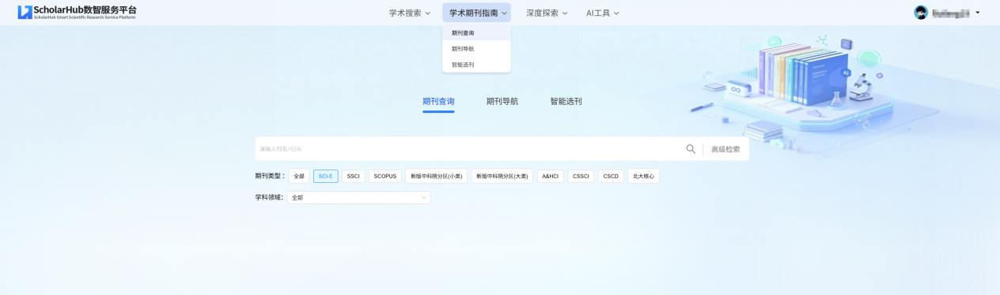 ScholarHub数智服务平台
ScholarHub Smart Scientific Research Service Platform
学术搜索 学术期刊指南 深度探索 AI工具
期刊查询
期刊导航
智能选刊
期刊查询 期刊导航 智能选刊
请输入刊名/ISSN 高级检索
期刊类型： 全部 SCI-E SSCI SCOPUS 新版中科院分区(小类) 新版中科院分区(大类) A&HCI CSSCI CSCD 北大核心
学科领域： 全部
AI